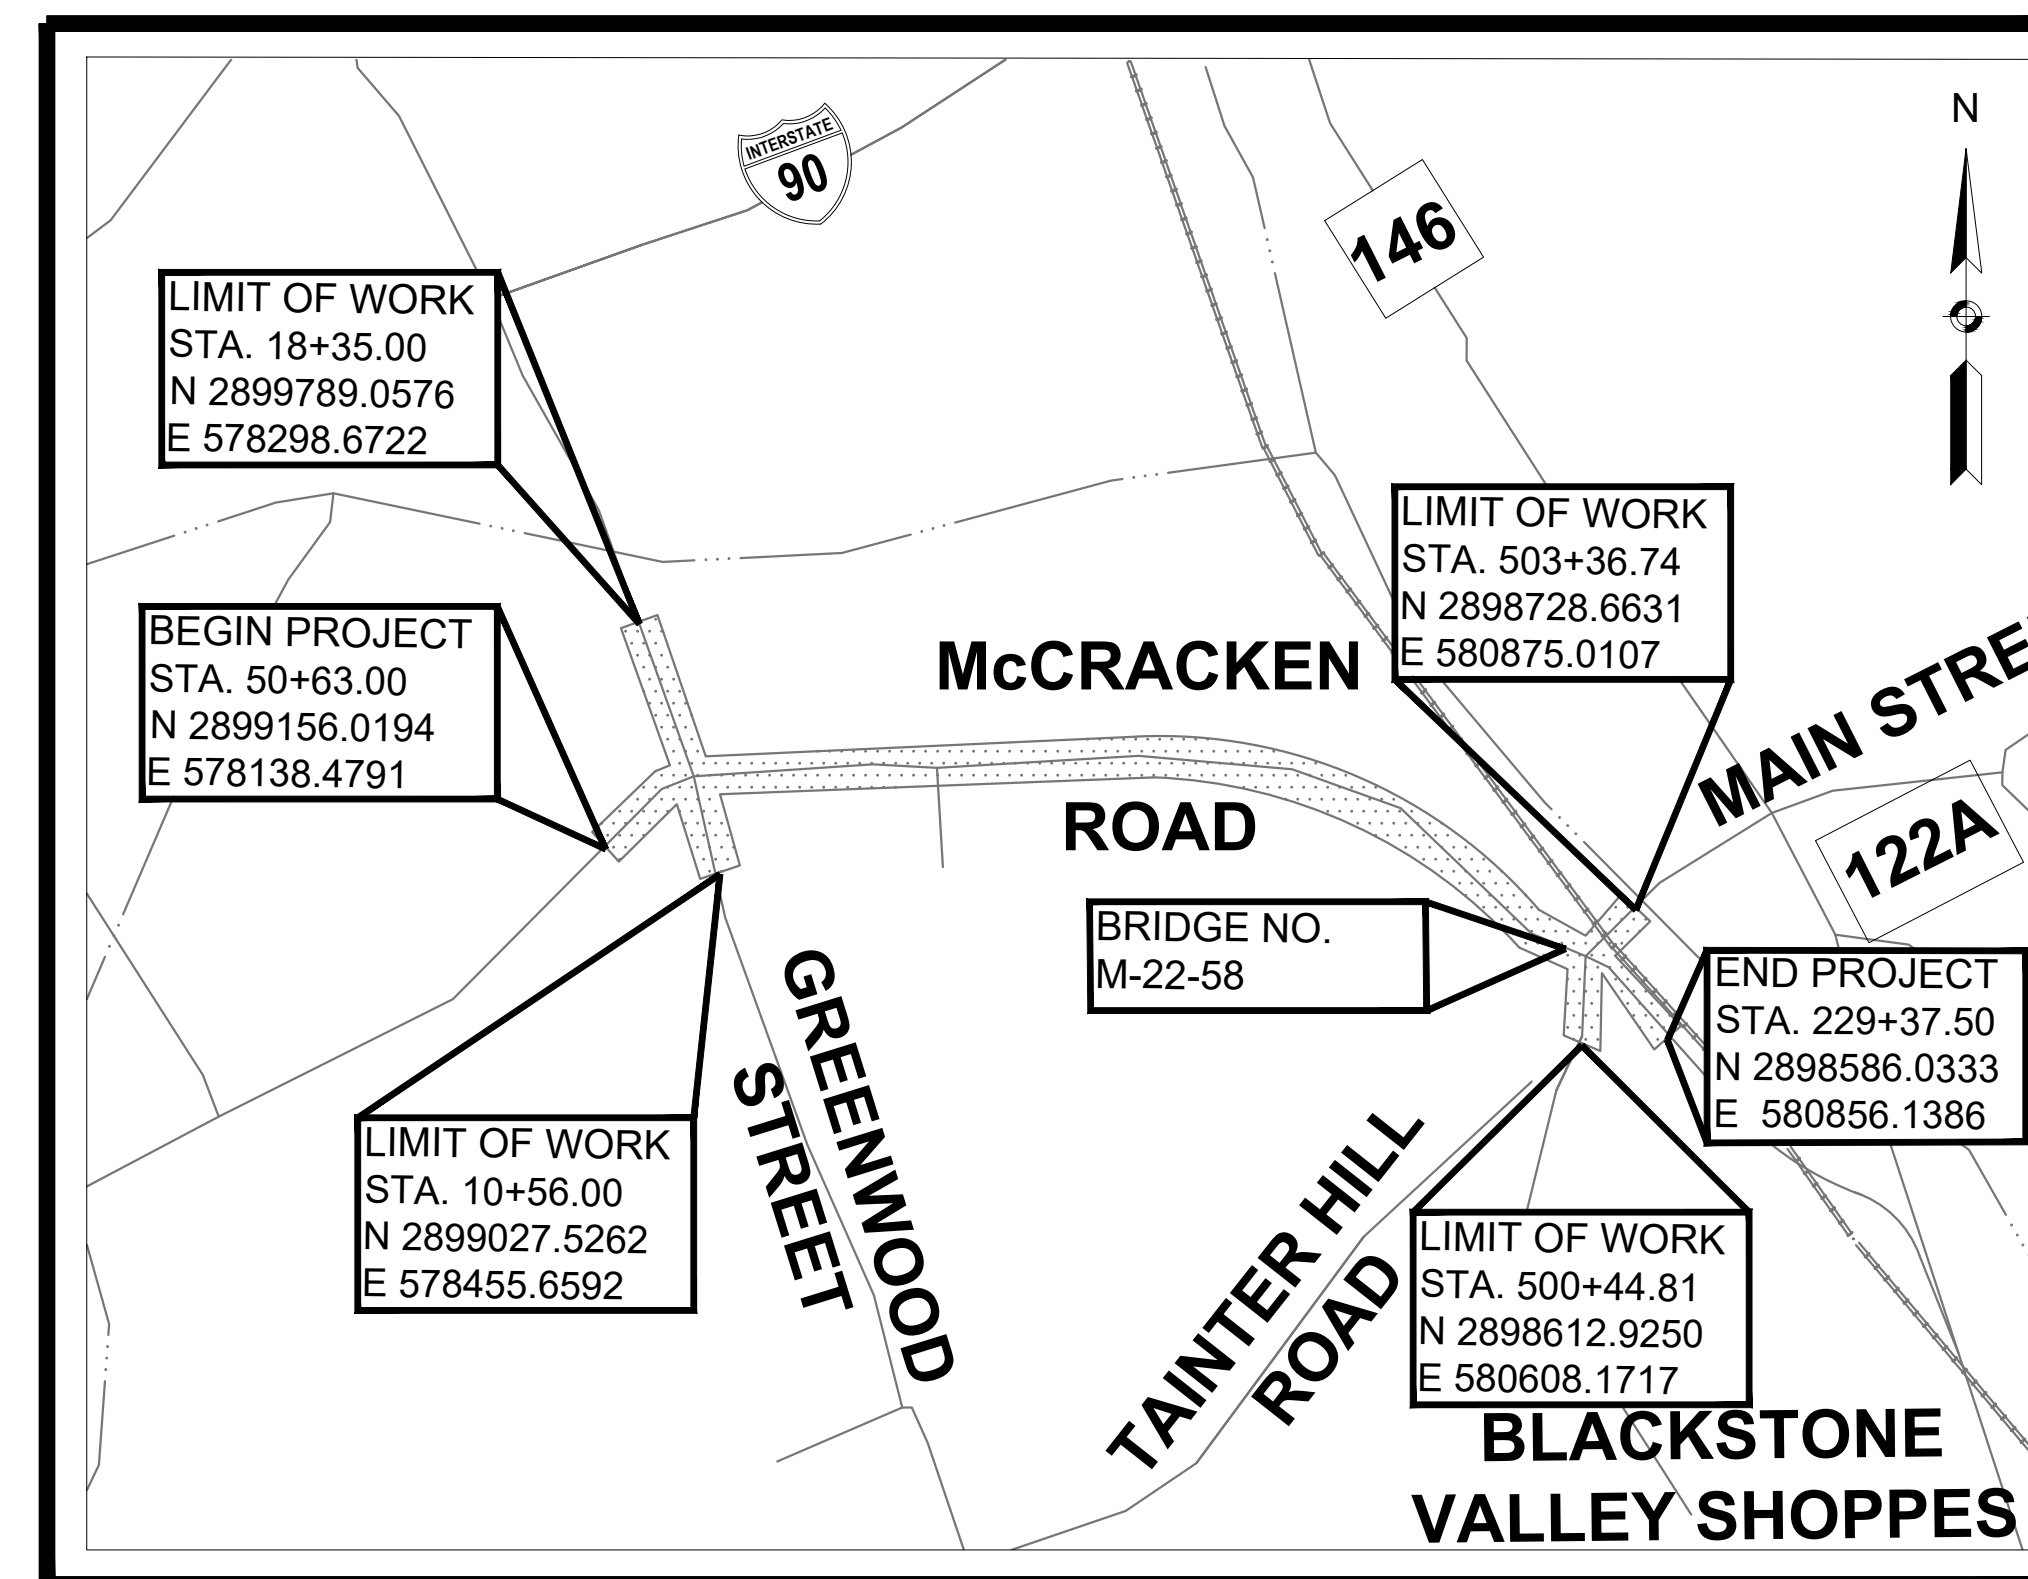 N
INTERSTATE
90
146
LIMIT OF WORK
STA. 18+35.00
N 2899789.0576
E 578298.6722
LIMIT OF WORK
STA. 503+36.74
N 2898728.6631
E 580875.0107
BEGIN PROJECT
STA. 50+63.00
N 2899156.0194
E 578138.4791
McCRACKEN
ROAD
MAIN STRE
122A
BRIDGE NO.
M-22-58
END PROJECT
STA. 229+37.50
N 2898586.0333
E 580856.1386
GREENWOOD
STREET
LIMIT OF WORK
STA. 10+56.00
N 2899027.5262
E 578455.6592
TAINTER HILL
ROAD
LIMIT OF WORK
STA. 500+44.81
N 2898612.9250
E 580608.1717
BLACKSTONE
VALLEY SHOPPES